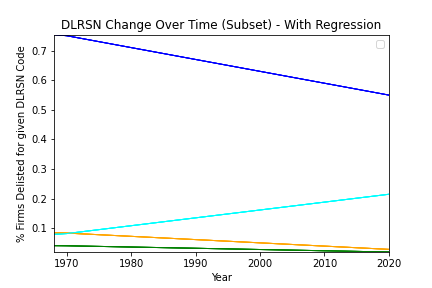 DLRSN Change Over Time (Subset) - With Regression
% Firms Delisted for given DLRSN Code
0.7
0.6
0.5
0.4
0.3
0.2
0.1
1970 1980 1990 2000 2010 2020
Year